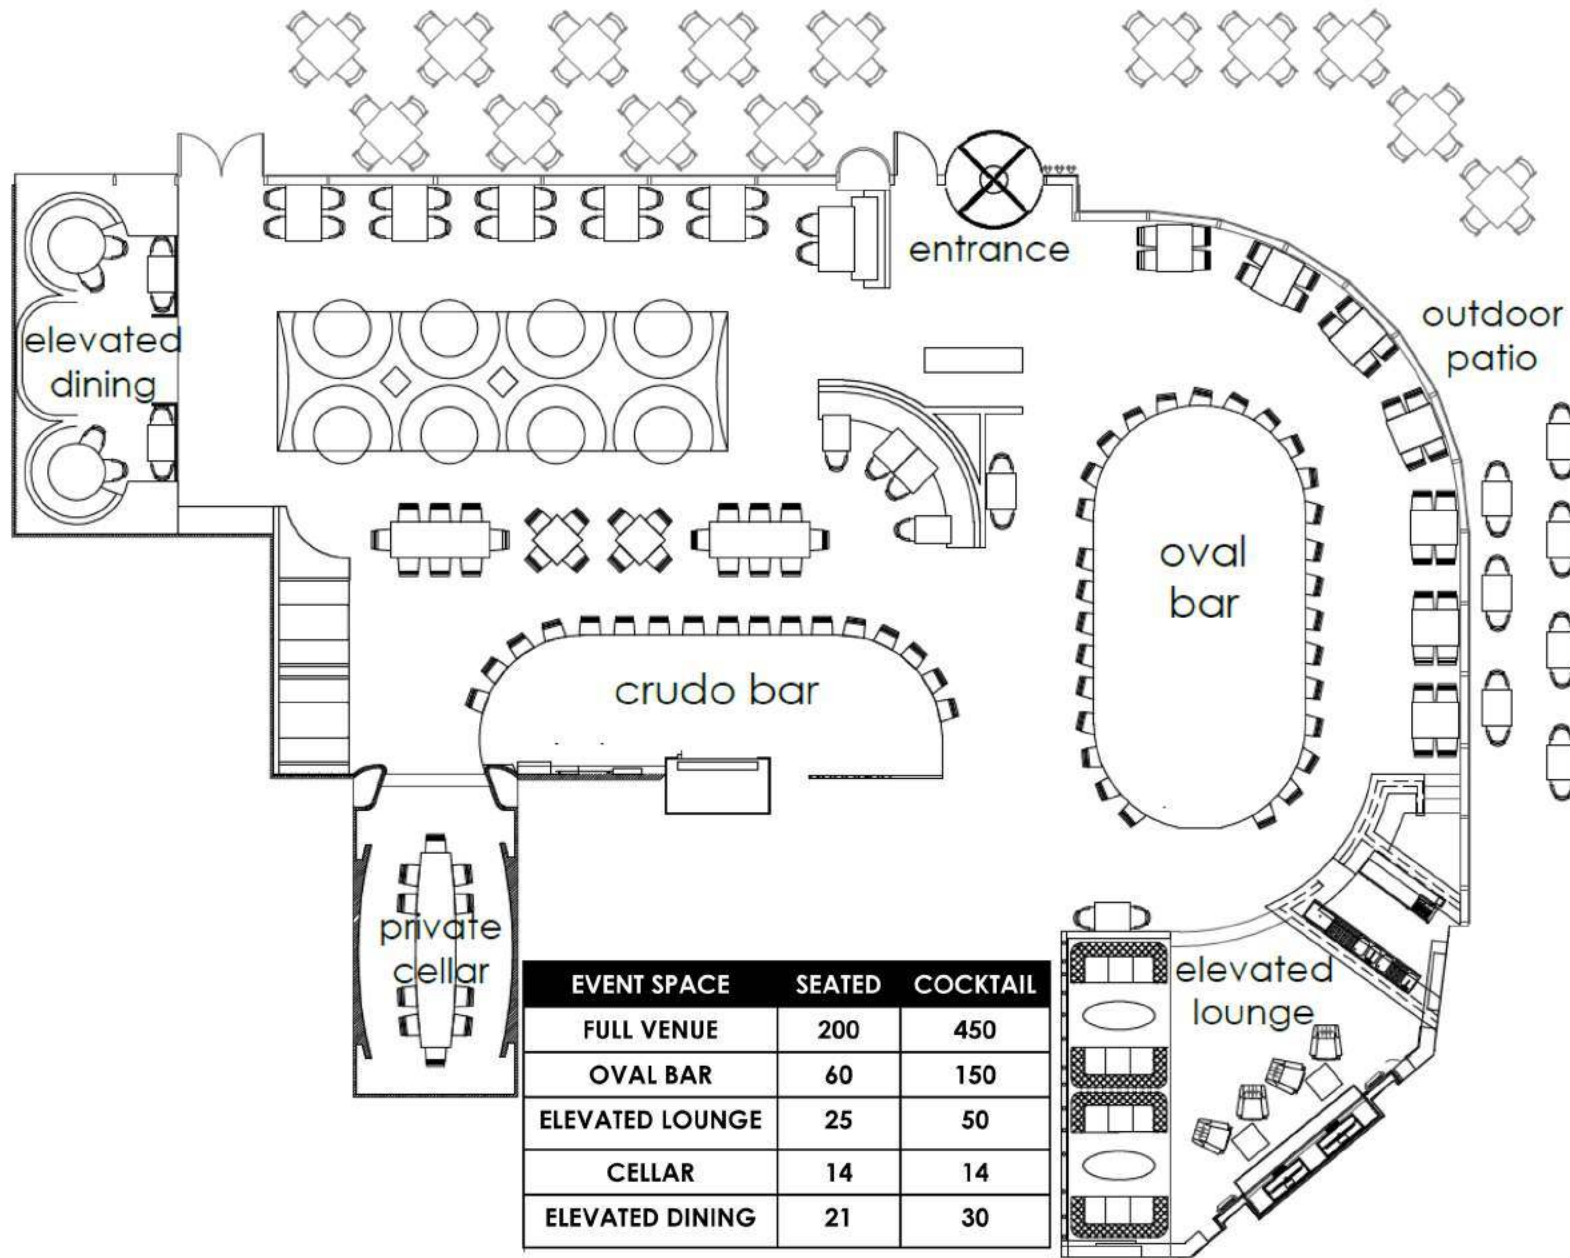 entrance
outdoor
patio
elevated
dining
oval
bar
crudo bar
private
cellar
elevated
lounge
EVENT SPACE SEATED COCKTAIL
FULL VENUE 200 450
OVAL BAR 60 150
ELEVATED LOUNGE 25 50
CELLAR 14 14
ELEVATED DINING 21 30